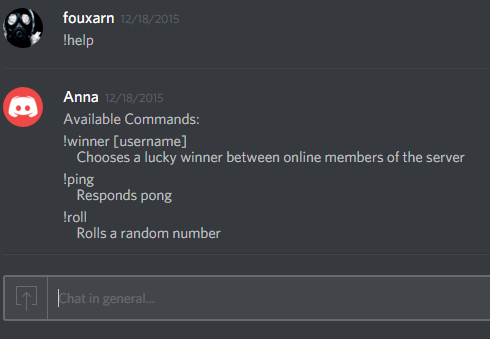 fouxarn 12/18/2015
!help
Anna 12/18/2015
Available Commands:
!winner [username]
Chooses a lucky winner between online members of the server
!ping
Responds pong
!roll
Rolls a random number
Chat in general...